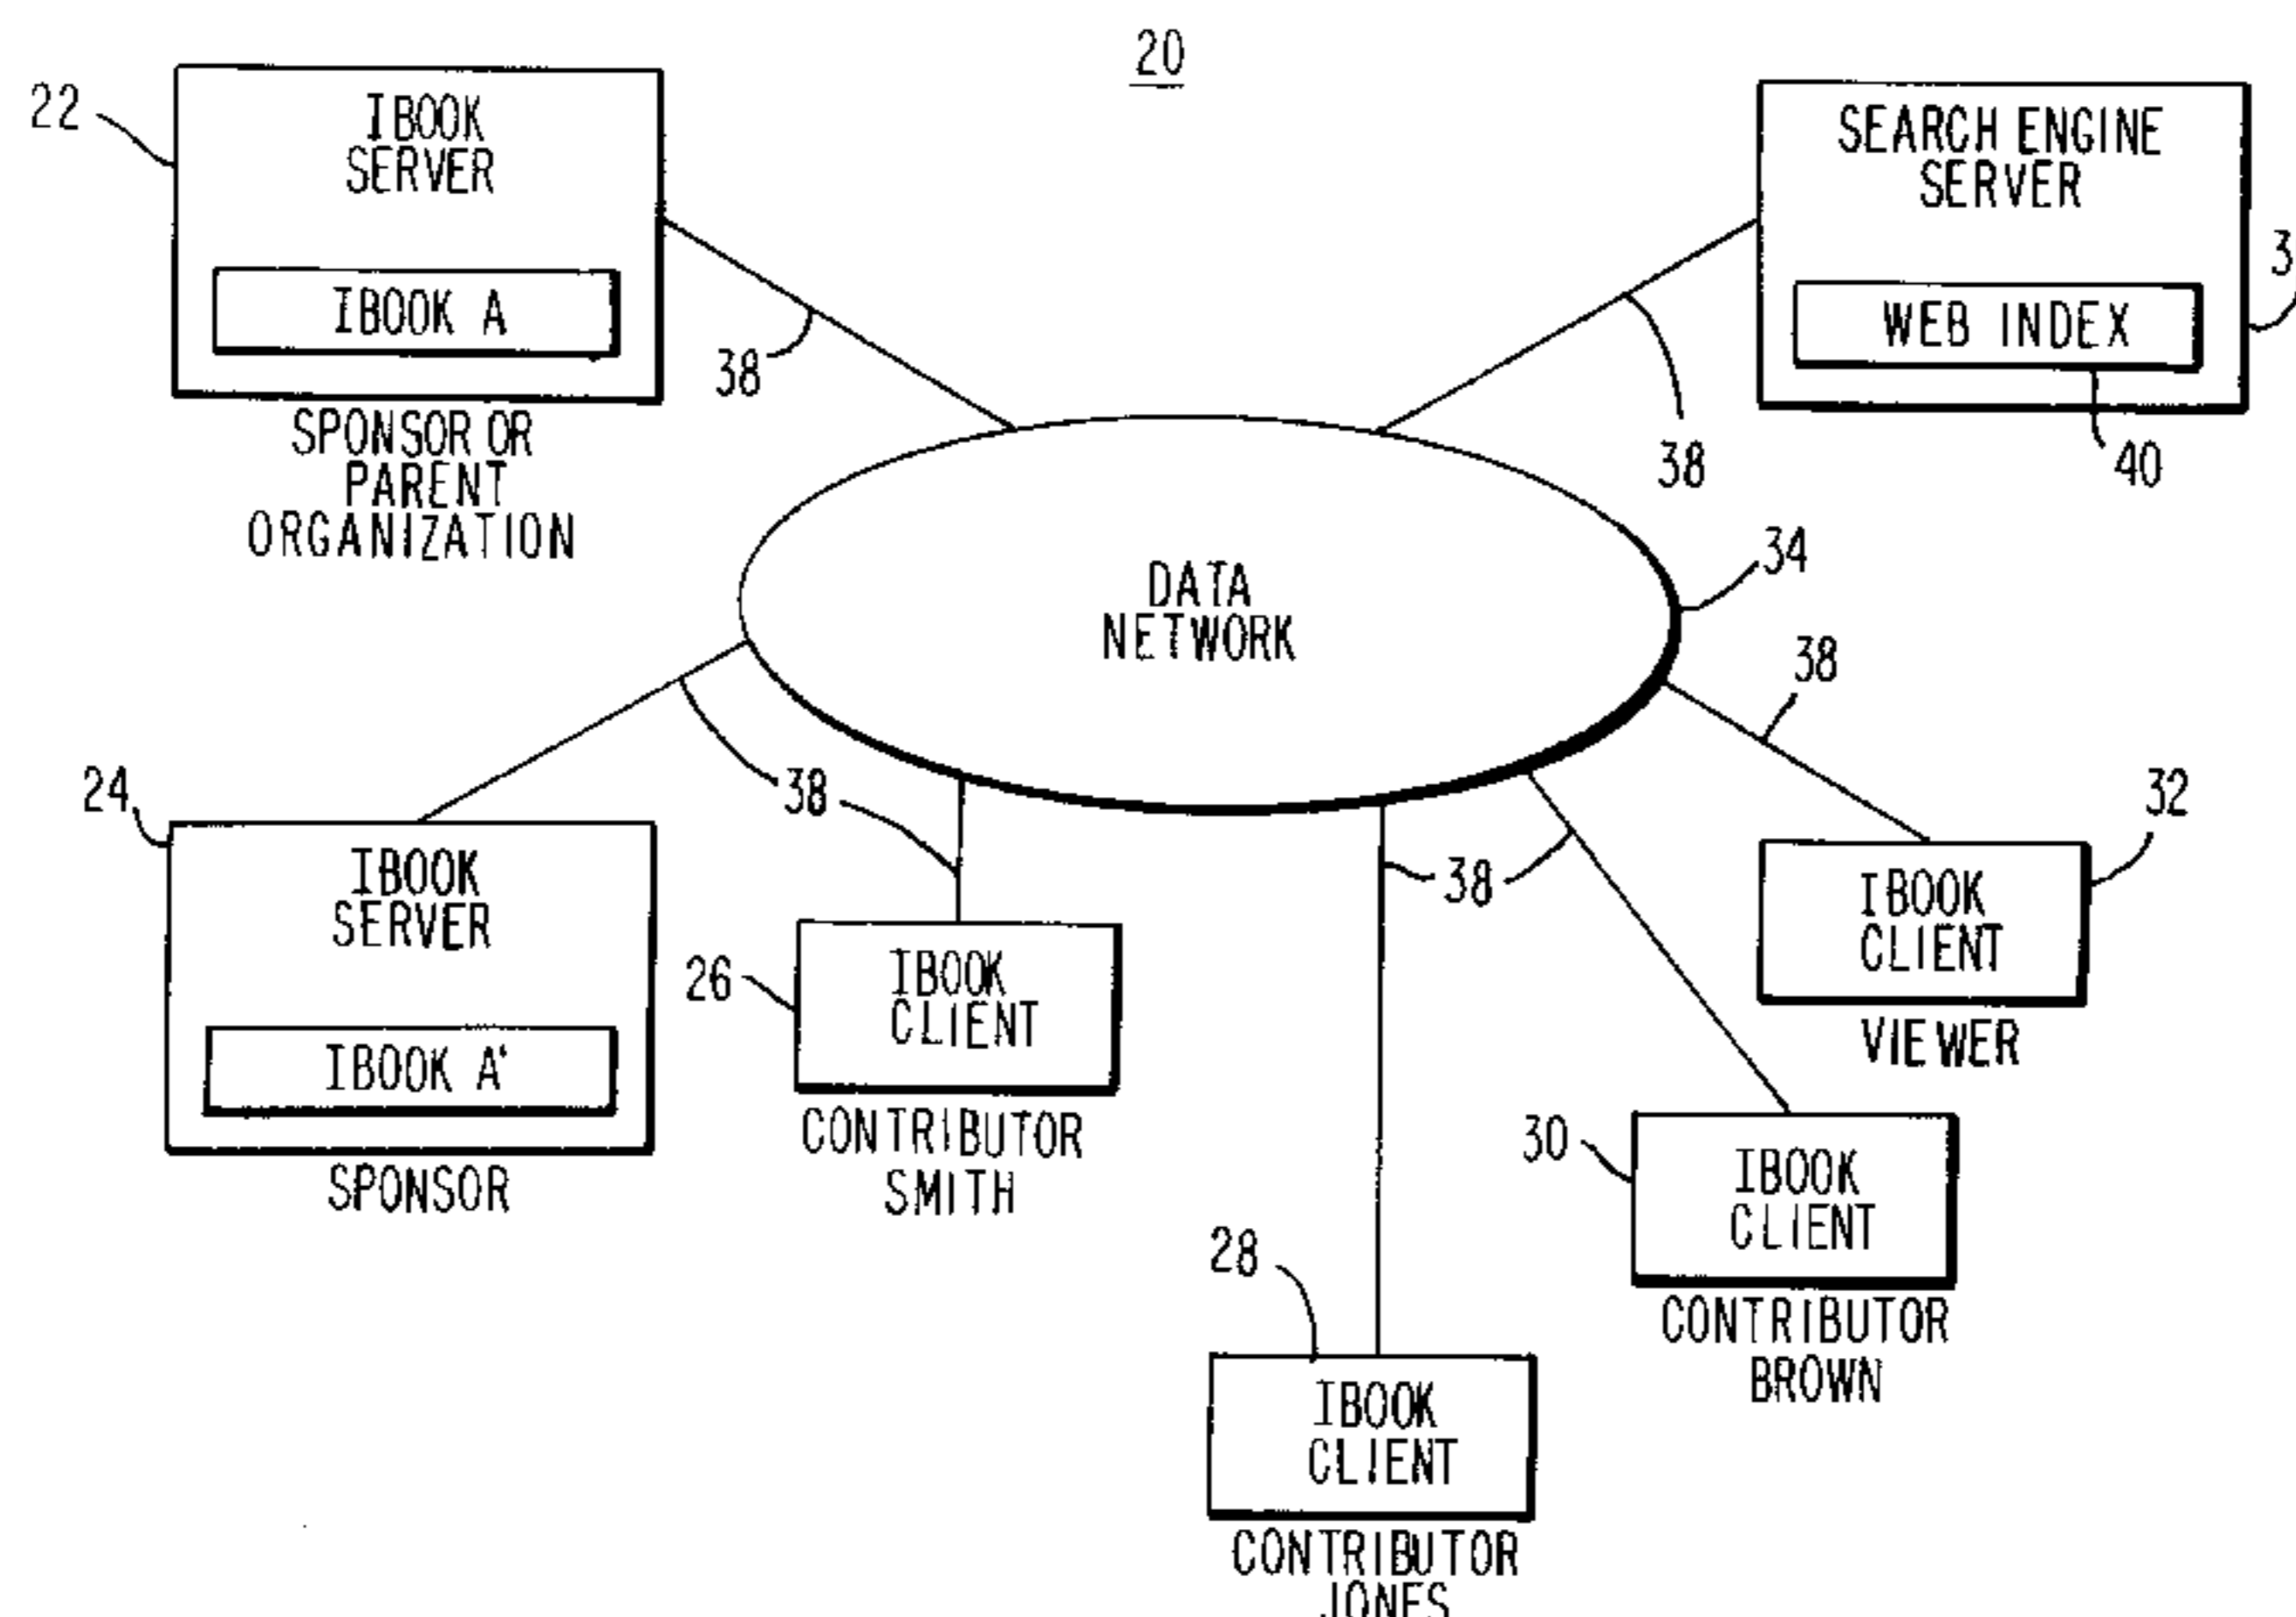 20
22
IBOOK
SERVER
IBOOK A
SPONSOR OR
PARENT
ORGANIZATION
38
SEARCH ENGINE
SERVER
WEB INDEX
3
40
38
DATA
NETWORK
34
38
24
IBOOK
SERVER
IBOOK A'
SPONSOR
38
26
IBOOK
CLIENT
CONTRIBUTOR
SMITH
38
32
IBOOK
CLIENT
VIEWER
30
IBOOK
CLIENT
CONTRIBUTOR
BROWN
28
IBOOK
CLIENT
CONTRIBUTOR
JONES